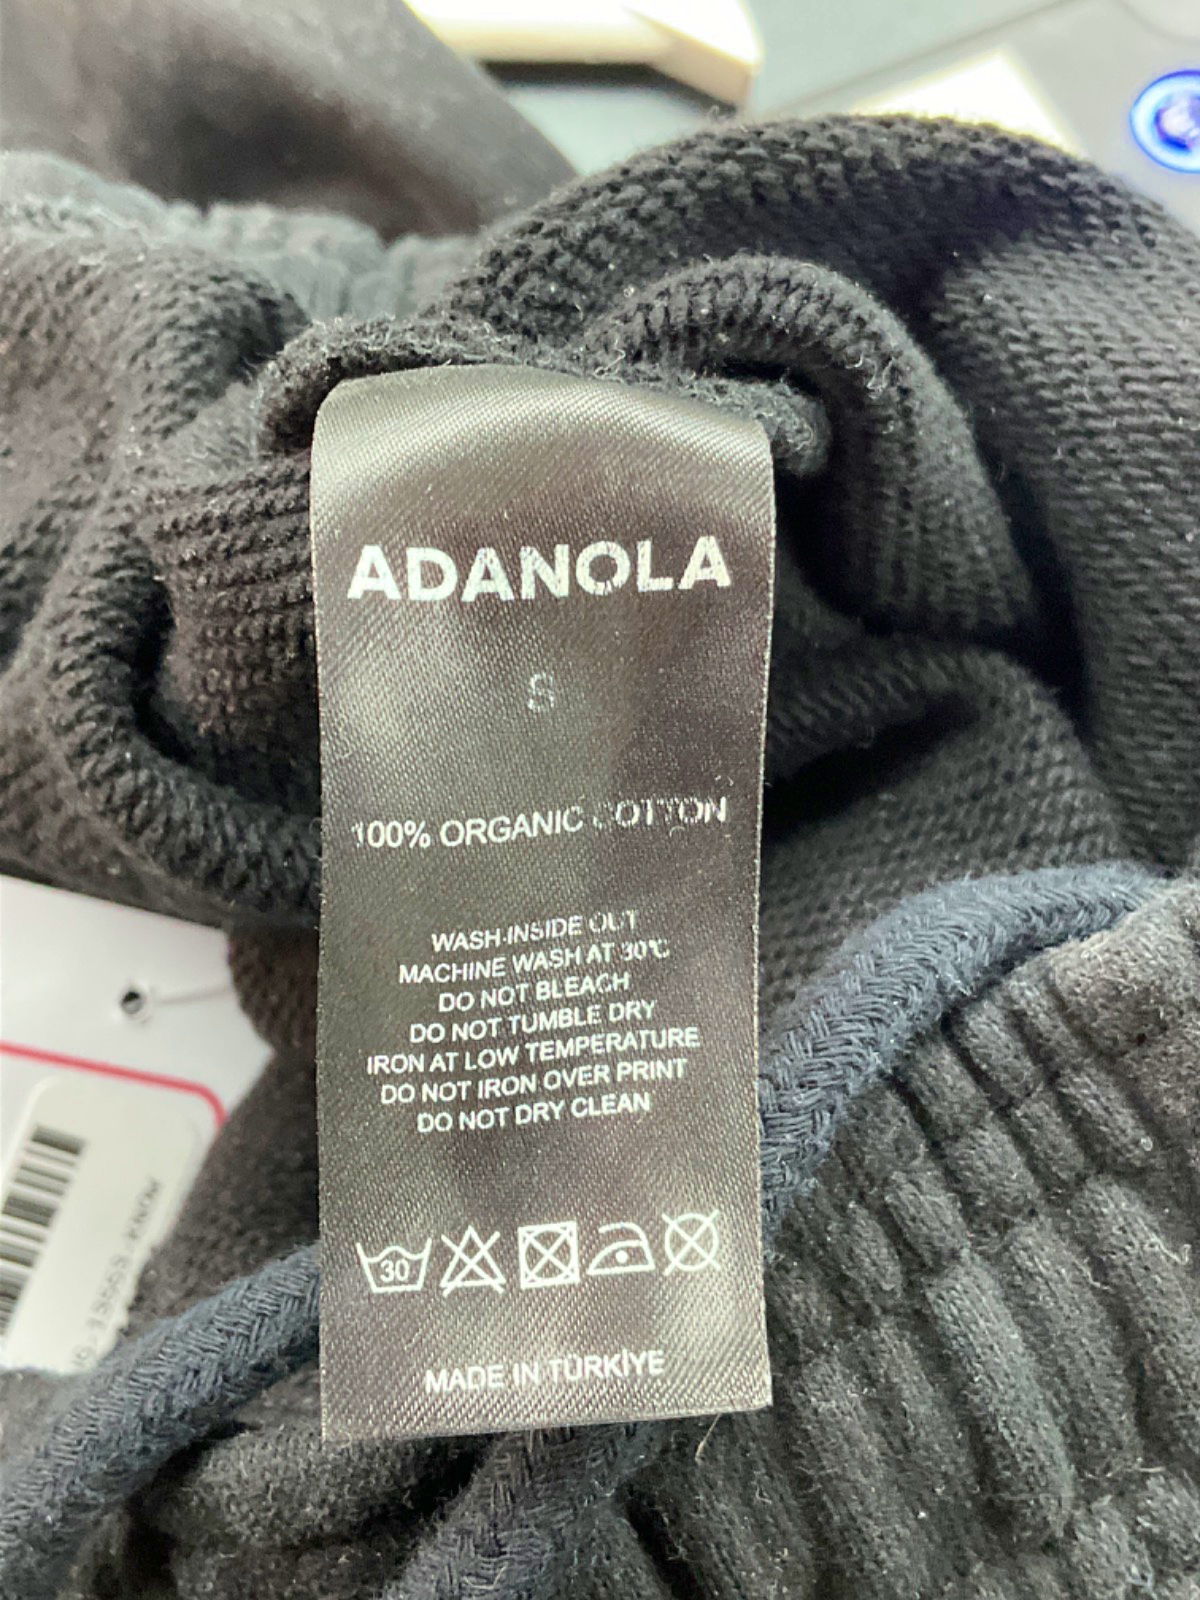 ADANOLA
S
100% ORGANIC COTTON
WASH INSIDE OUT
MACHINE WASH AT 30°C
DO NOT BLEACH
DO NOT TUMBLE DRY
IRON AT LOW TEMPERATURE
DO NOT IRON OVER PRINT
DO NOT DRY CLEAN
30
MADE IN TÜRKİYE